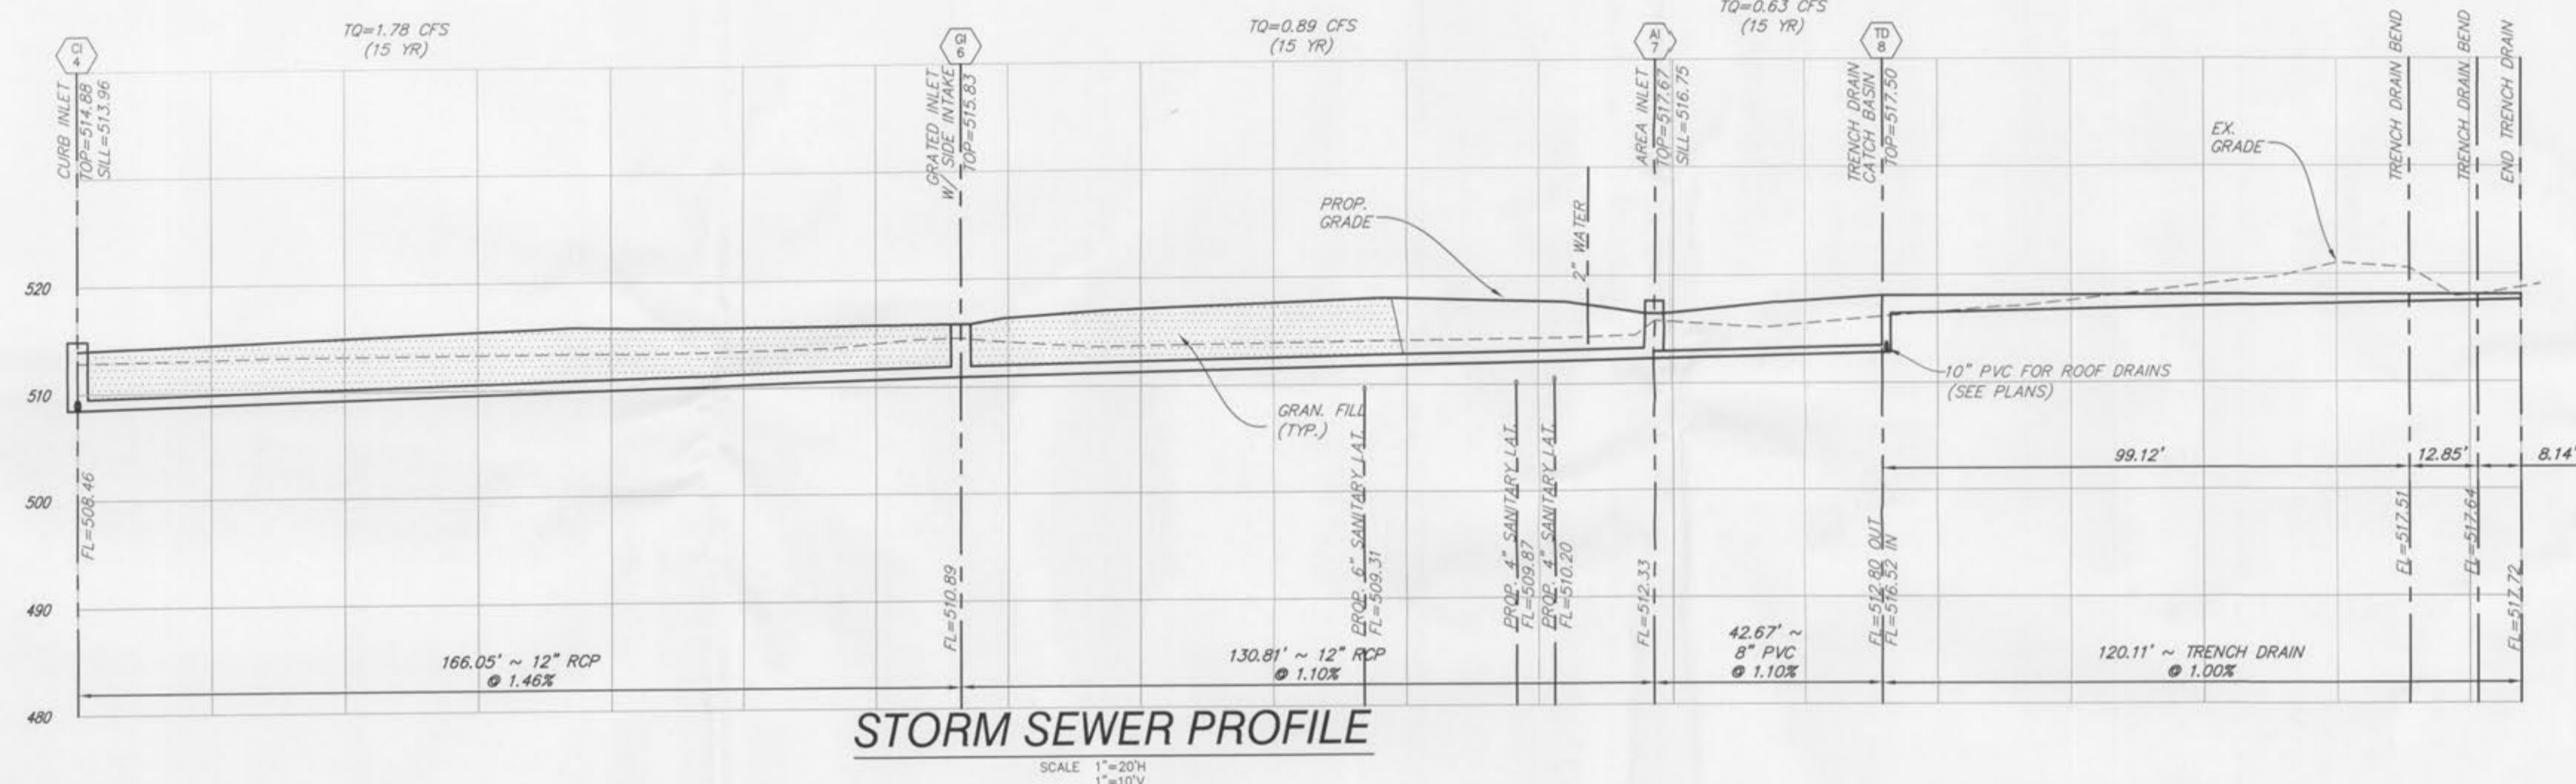 TQ=1.78 CFS
(15 YR)
TQ=0.89 CFS
(15 YR)
TQ=0.63 CFS
(15 YR)
CI
4
GI
6
AI
7
TD
8
CURB INLET
TOP=514.88
SILL=513.96
GRATED INLET
W/ SIDE INTAKE
TOP=515.83
AREA INLET
TOP=517.67
SILL=516.75
TRENCH DRAIN
CATCH BASIN
TOP=517.50
TRENCH DRAIN BEND
TRENCH DRAIN BEND
END TRENCH DRAIN
EX.
GRADE
PROP.
GRADE
2" WATER
520
510
500
490
480
GRAN. FILL
(TYP.)
10" PVC FOR ROOF DRAINS
(SEE PLANS)
99.12'
12.85'
8.14'
FL=508.46
FL=510.89
PROP. 6" SANITARY LAT.
FL=509.31
PROP. 4" SANITARY LAT.
FL=509.87
PROP. 4" SANITARY LAT.
FL=510.20
FL=512.33
FL=512.80 OUT
FL=516.52 IN
FL=517.51
FL=517.64
FL=517.72
166.05' ~ 12" RCP
@ 1.46%
130.81' ~ 12" RCP
@ 1.10%
42.67' ~
8" PVC
@ 1.10%
120.11' ~ TRENCH DRAIN
@ 1.00%
STORM SEWER PROFILE
SCALE 1"=20'H
1"=10'V